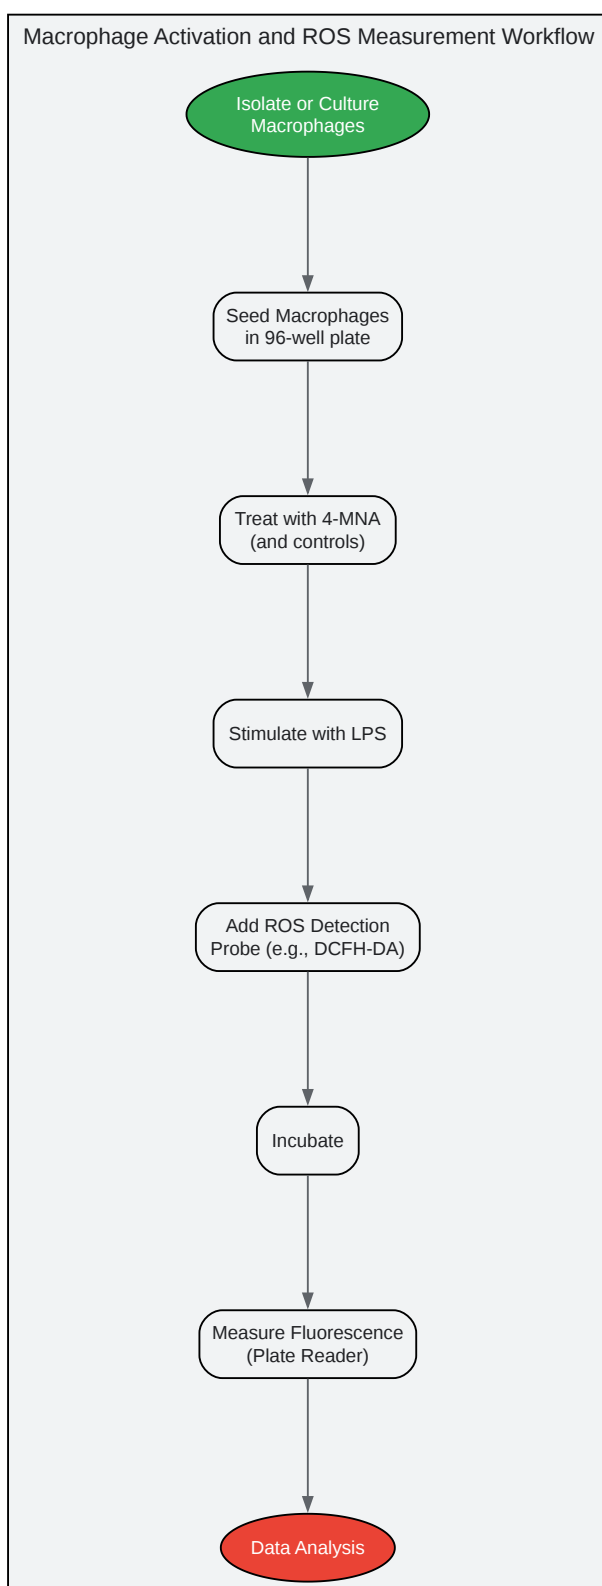 Macrophage Activation and ROS Measurement Workflow
Isolate or Culture
Macrophages
Seed Macrophages
in 96-well plate
Treat with 4-MNA
(and controls)
Stimulate with LPS
Add ROS Detection
Probe (e.g., DCFH-DA)
Incubate
Measure Fluorescence
(Plate Reader)
Data Analysis